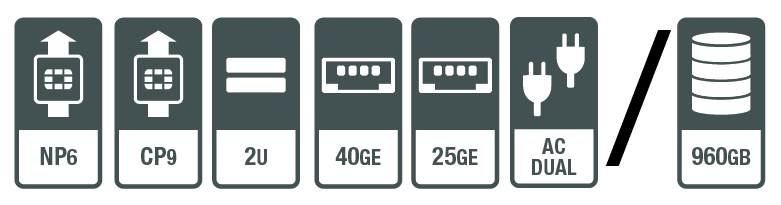 NP6
CP9
2U
40GE
25GE
AC
DUAL
/
960GB